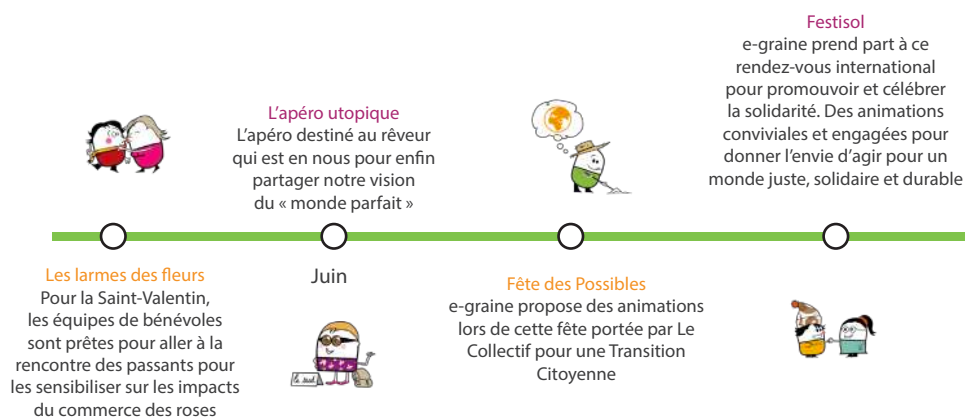 Les larmes des fleurs
Pour la Saint-Valentin,
les équipes de bénévoles
sont prêtes pour aller à la
rencontre des passants pour
les sensibiliser sur les impacts
du commerce des roses
L'apéro utopique
L'apéro destiné au rêveur
qui est en nous pour enfin
partager notre vision
du « monde parfait »
Juin
Fête des Possibles
e-graine propose des animations
lors de cette fête portée par Le
Collectif pour une Transition
Citoyenne
Festisol
e-graine prend part à ce
rendez-vous international
pour promouvoir et célébrer
la solidarité. Des animations
conviviales et engagées pour
donner l'envie d'agir pour un
monde juste, solidaire et durable